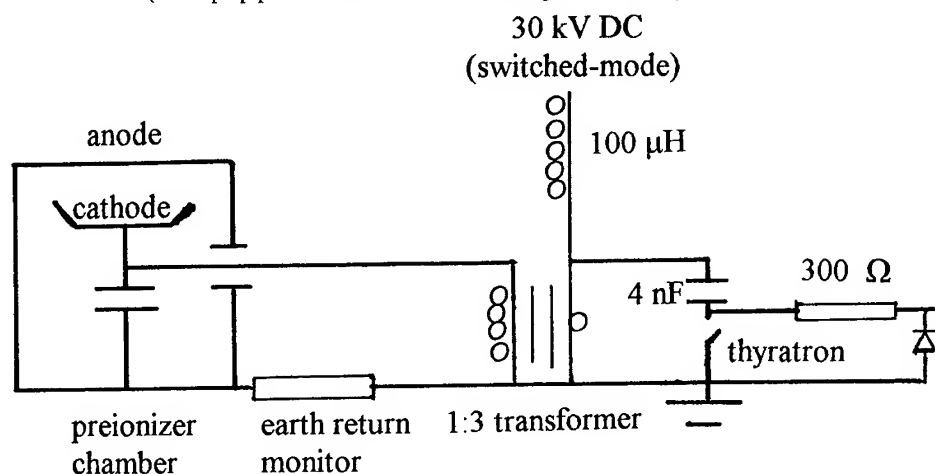 30 kV DC
(switched-mode)
100 μH
anode
cathode
4 nF
300 Ω
thyratron
preionizer
chamber
earth return
monitor
1:3 transformer